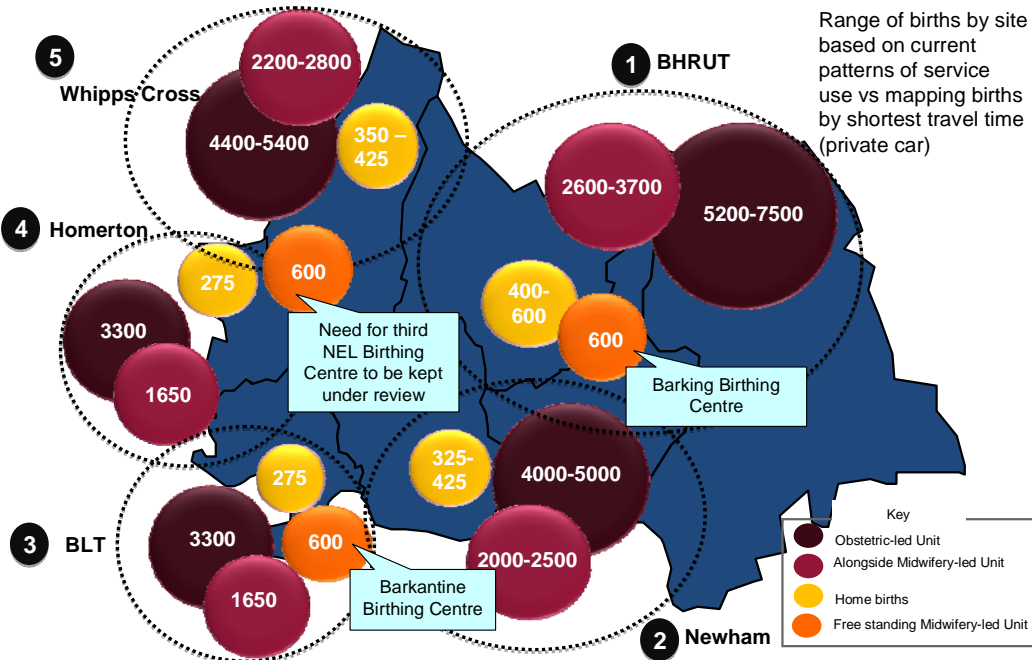 Range of births by site
based on current
patterns of service
use vs mapping births
by shortest travel time
(private car)
5
Whipps Cross
2200-2800
4400-5400
350 –
425
1 BHRUT
2600-3700
5200-7500
400-
600
600
Barking Birthing
Centre
4 Homerton
275
3300
1650
600
Need for third
NEL Birthing
Centre to be kept
under review
3 BLT
275
3300
600
1650
Barkantine
Birthing Centre
325-
425
4000-5000
2000-2500
2 Newham
Key
Obstetric-led Unit
Alongside Midwifery-led Unit
Home births
Free standing Midwifery-led Unit